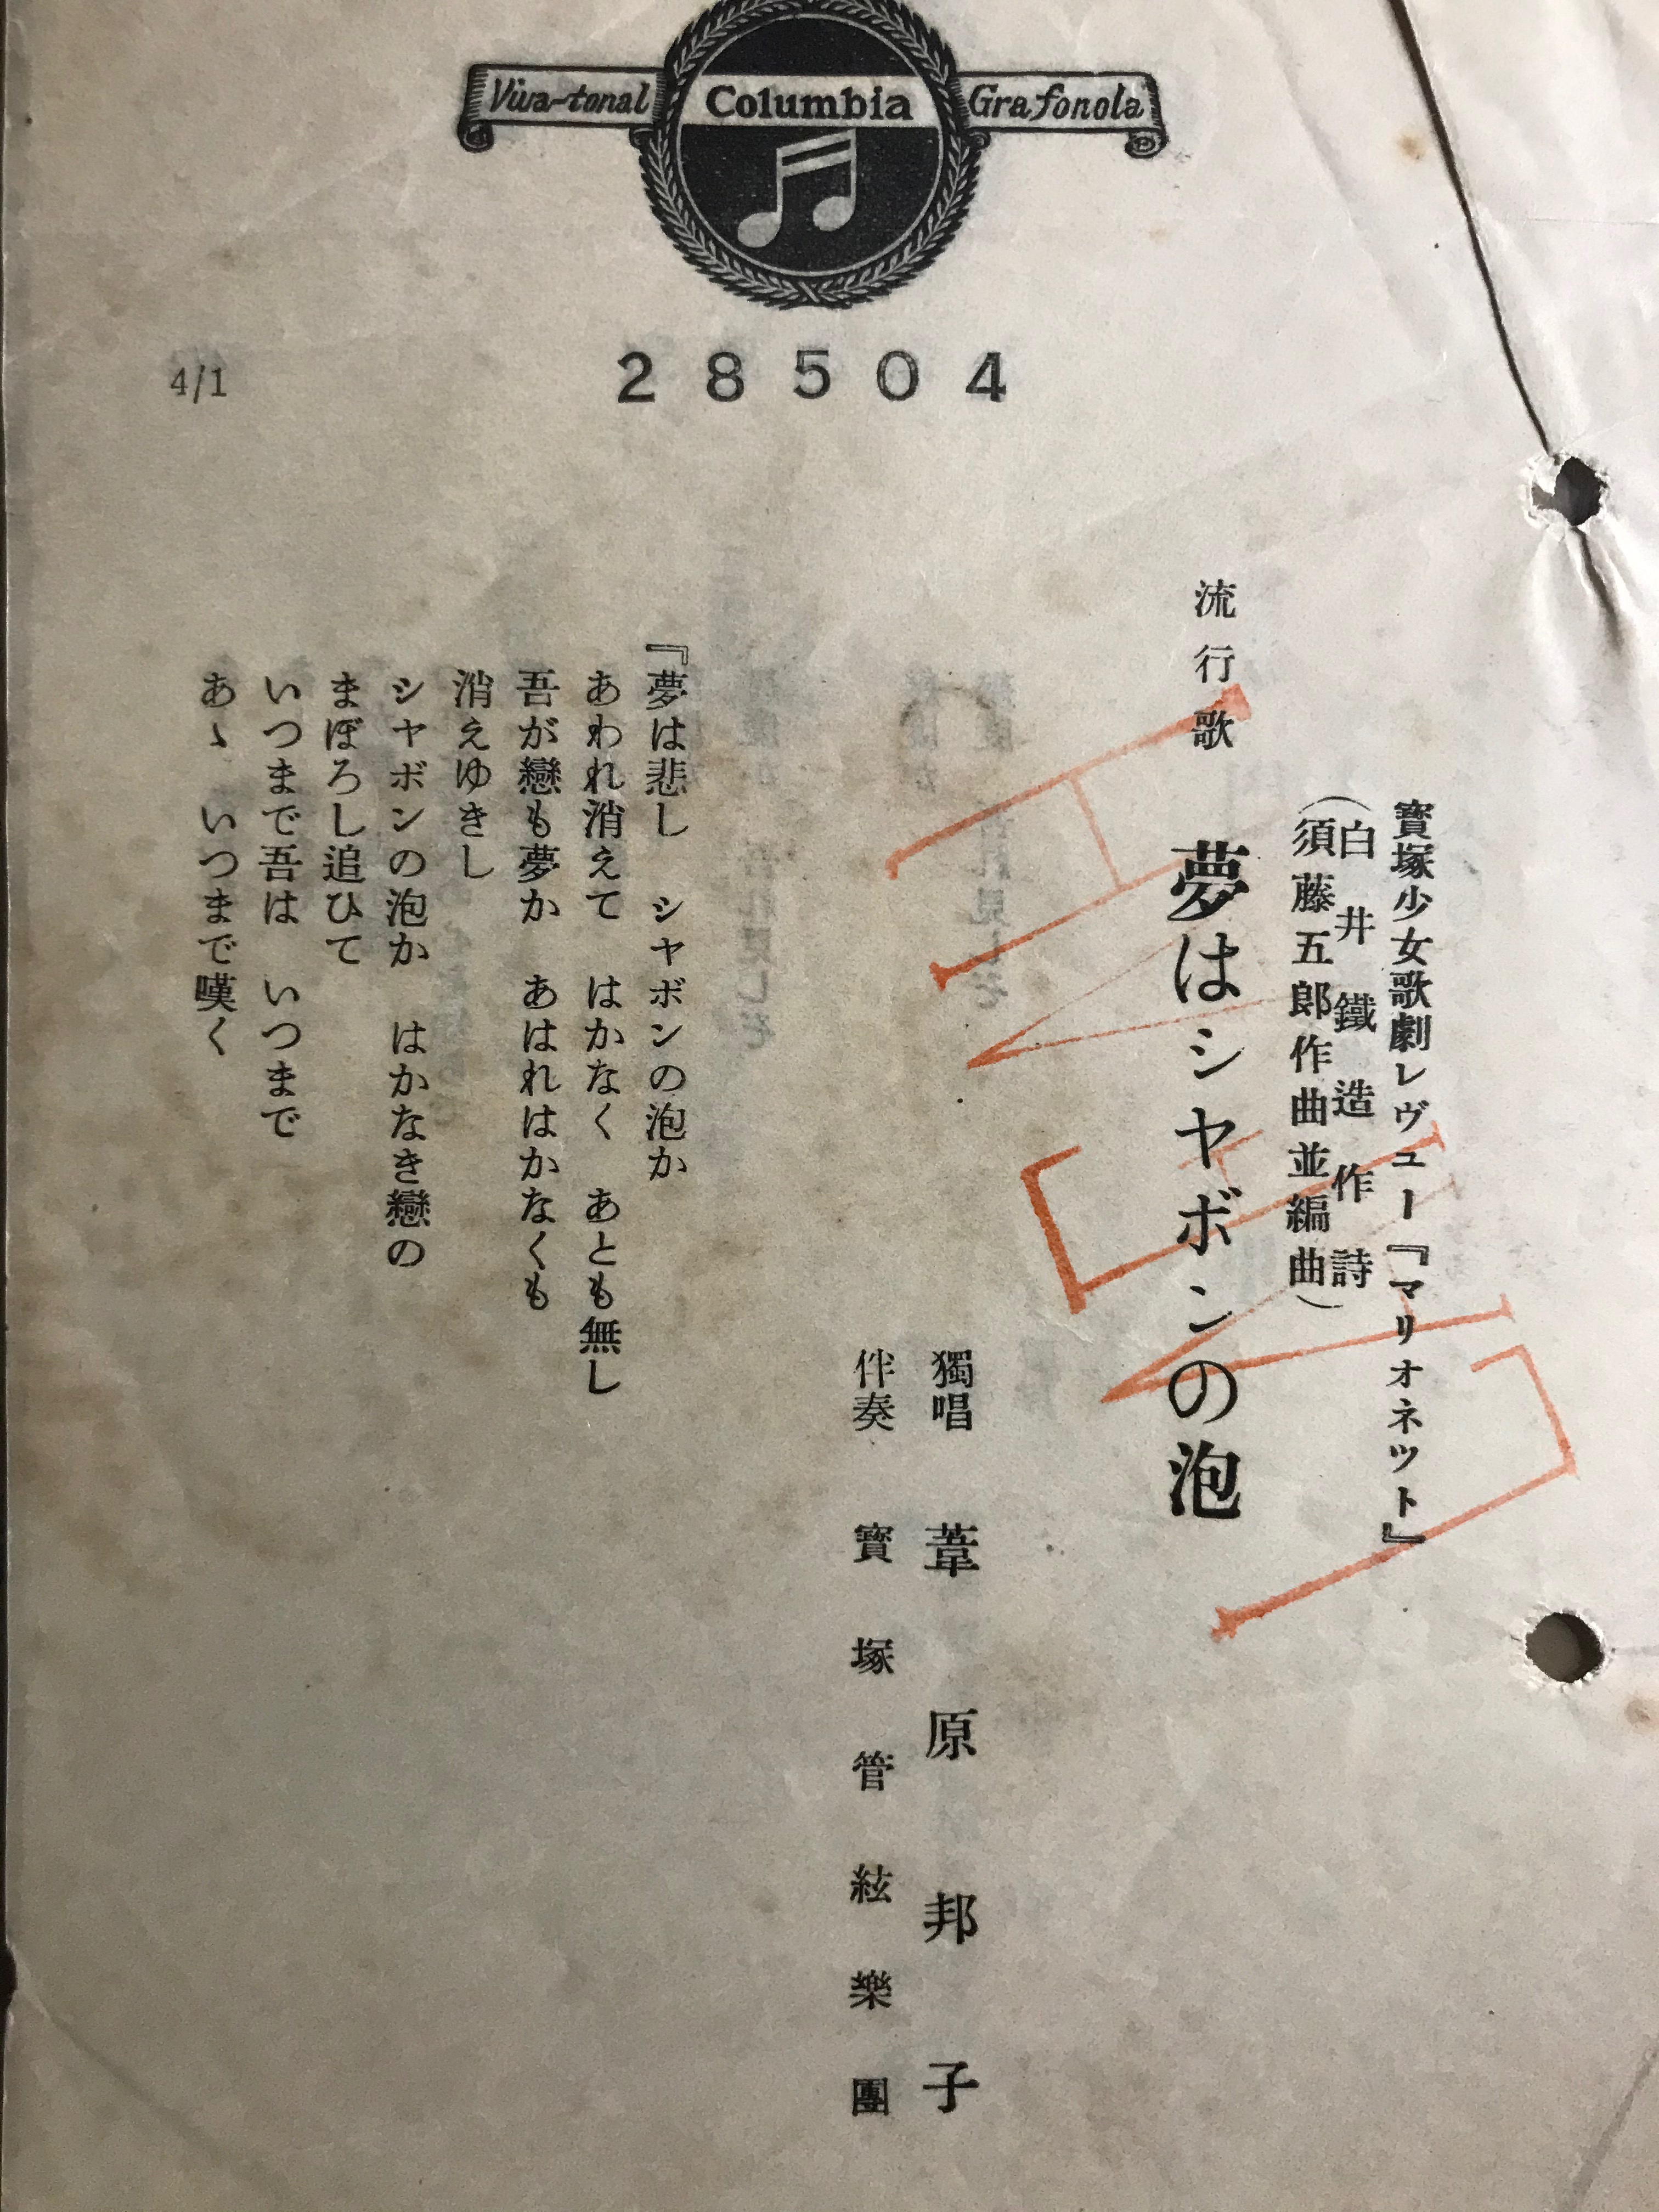 Viva-tonal Columbia Grafonola
28504
4/1
寶塚少女歌劇レヴュー『マリオネツト』
(白井鐵造作詩
須藤五郎作曲並編曲)
流行歌 夢はシヤボンの泡
獨唱 葦原邦子
伴奏 寳塚管絃樂團
『夢は悲し シヤボンの泡か
あわれ消えて はかなく あとも無し
吾が戀も夢か あはれはかなくも
消えゆきし
シヤボンの泡か はかなき戀の
まぼろし追ひて
いつまで吾は いつまで
あゝ いつまで嘆く